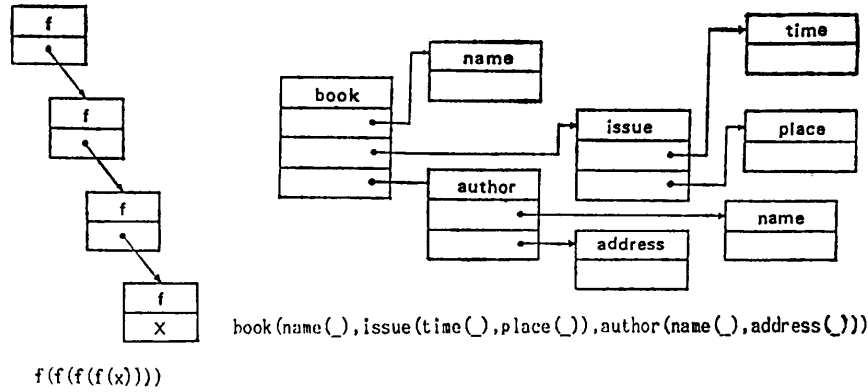 f
f
f
f
X
f(f(f(f(x))))
book
name
issue
time
place
author
name
address
book(name(_),issue(time(_),place(_)),author(name(_),address(_)))